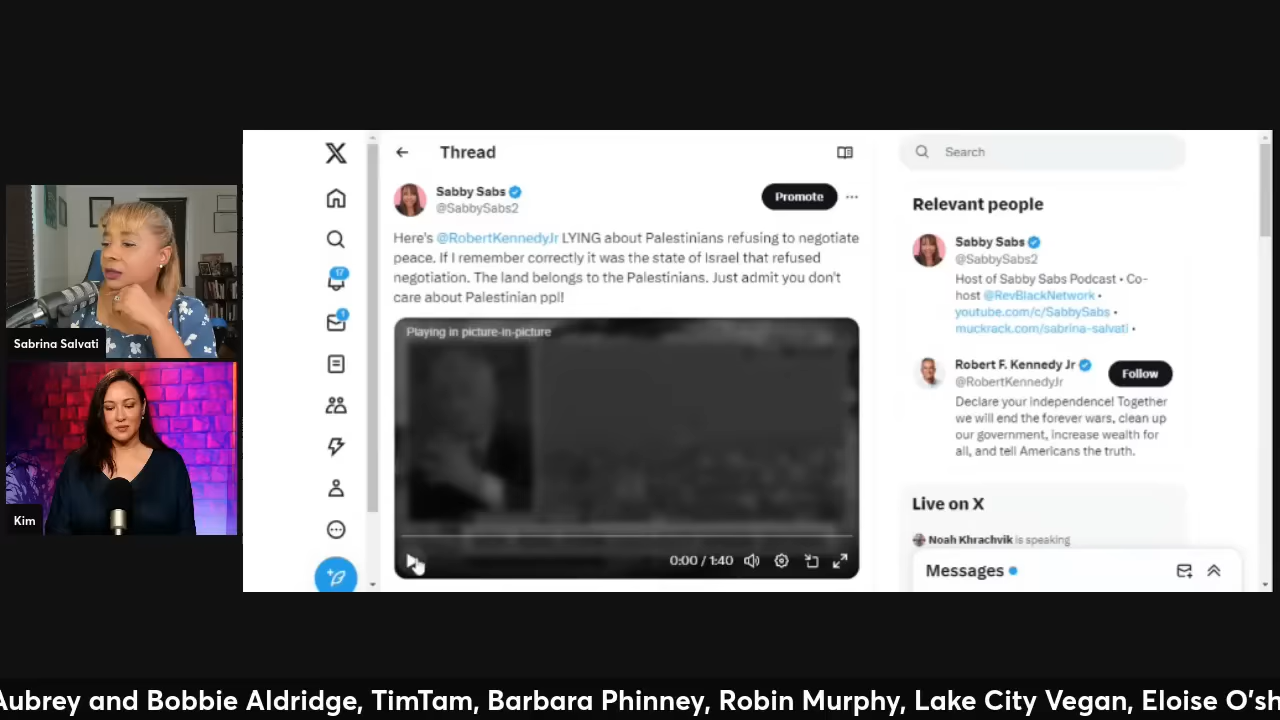 Thread
Search
Sabby Sabs
@SabbySabs2
Promote
Here's @RobertKennedyJr LYING about Palestinians refusing to negotiate
peace. If I remember correctly it was the state of Israel that refused
negotiation. The land belongs to the Palestinians. Just admit you don't
care about Palestinian ppl!
Playing in picture-in-picture
0:00 / 1:40
17
1
Relevant people
Sabby Sabs
@SabbySabs2
Host of Sabby Sabs Podcast • Co-
host @RevBlackNetwork •
youtube.com/c/SabbySabs •
muckrack.com/sabrina-salvati •
Robert F. Kennedy Jr
@RobertKennedyJr
Follow
Declare your independence! Together
we will end the forever wars, clean up
our government, increase wealth for
all, and tell Americans the truth.
Live on X
Noah Khrachvik is speaking
Messages
Sabrina Salvati
Kim
Aubrey and Bobbie Aldridge, TimTam, Barbara Phinney, Robin Murphy, Lake City Vegan, Eloise O'sh